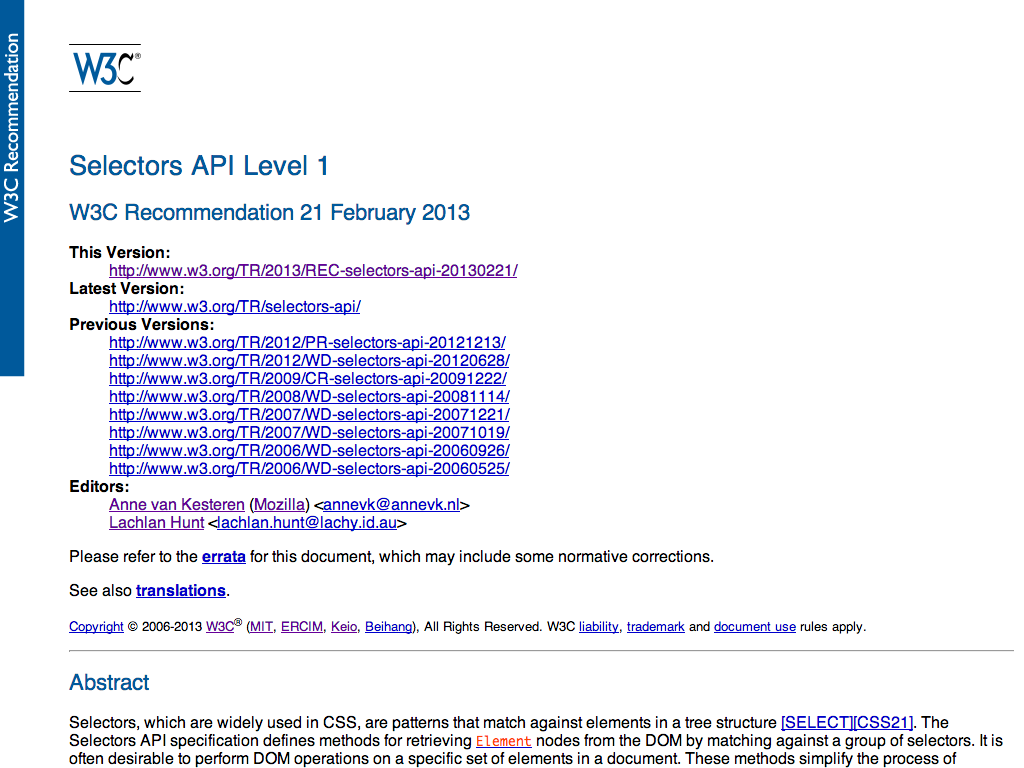 W3C Recommendation
W3C®
Selectors API Level 1
W3C Recommendation 21 February 2013
This Version:
http://www.w3.org/TR/2013/REC-selectors-api-20130221/
Latest Version:
http://www.w3.org/TR/selectors-api/
Previous Versions:
http://www.w3.org/TR/2012/PR-selectors-api-20121213/
http://www.w3.org/TR/2012/WD-selectors-api-20120628/
http://www.w3.org/TR/2009/CR-selectors-api-20091222/
http://www.w3.org/TR/2008/WD-selectors-api-20081114/
http://www.w3.org/TR/2007/WD-selectors-api-20071221/
http://www.w3.org/TR/2007/WD-selectors-api-20071019/
http://www.w3.org/TR/2006/WD-selectors-api-20060926/
http://www.w3.org/TR/2006/WD-selectors-api-20060525/
Editors:
Anne van Kesteren (Mozilla) <annevk@annevk.nl>
Lachlan Hunt <lachlan.hunt@lachy.id.au>
Please refer to the errata for this document, which may include some normative corrections.
See also translations.
Copyright © 2006-2013 W3C® (MIT, ERCIM, Keio, Beihang), All Rights Reserved. W3C liability, trademark and document use rules apply.
Abstract
Selectors, which are widely used in CSS, are patterns that match against elements in a tree structure [SELECT][CSS21]. The
Selectors API specification defines methods for retrieving Element nodes from the DOM by matching against a group of selectors. It is
often desirable to perform DOM operations on a specific set of elements in a document. These methods simplify the process of